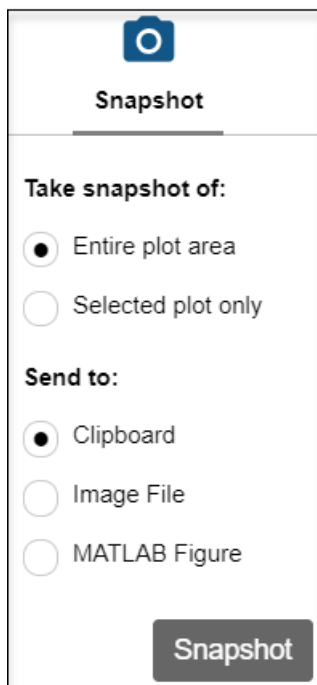 Snapshot
Take snapshot of:
Entire plot area
Selected plot only
Send to:
Clipboard
Image File
MATLAB Figure
Snapshot